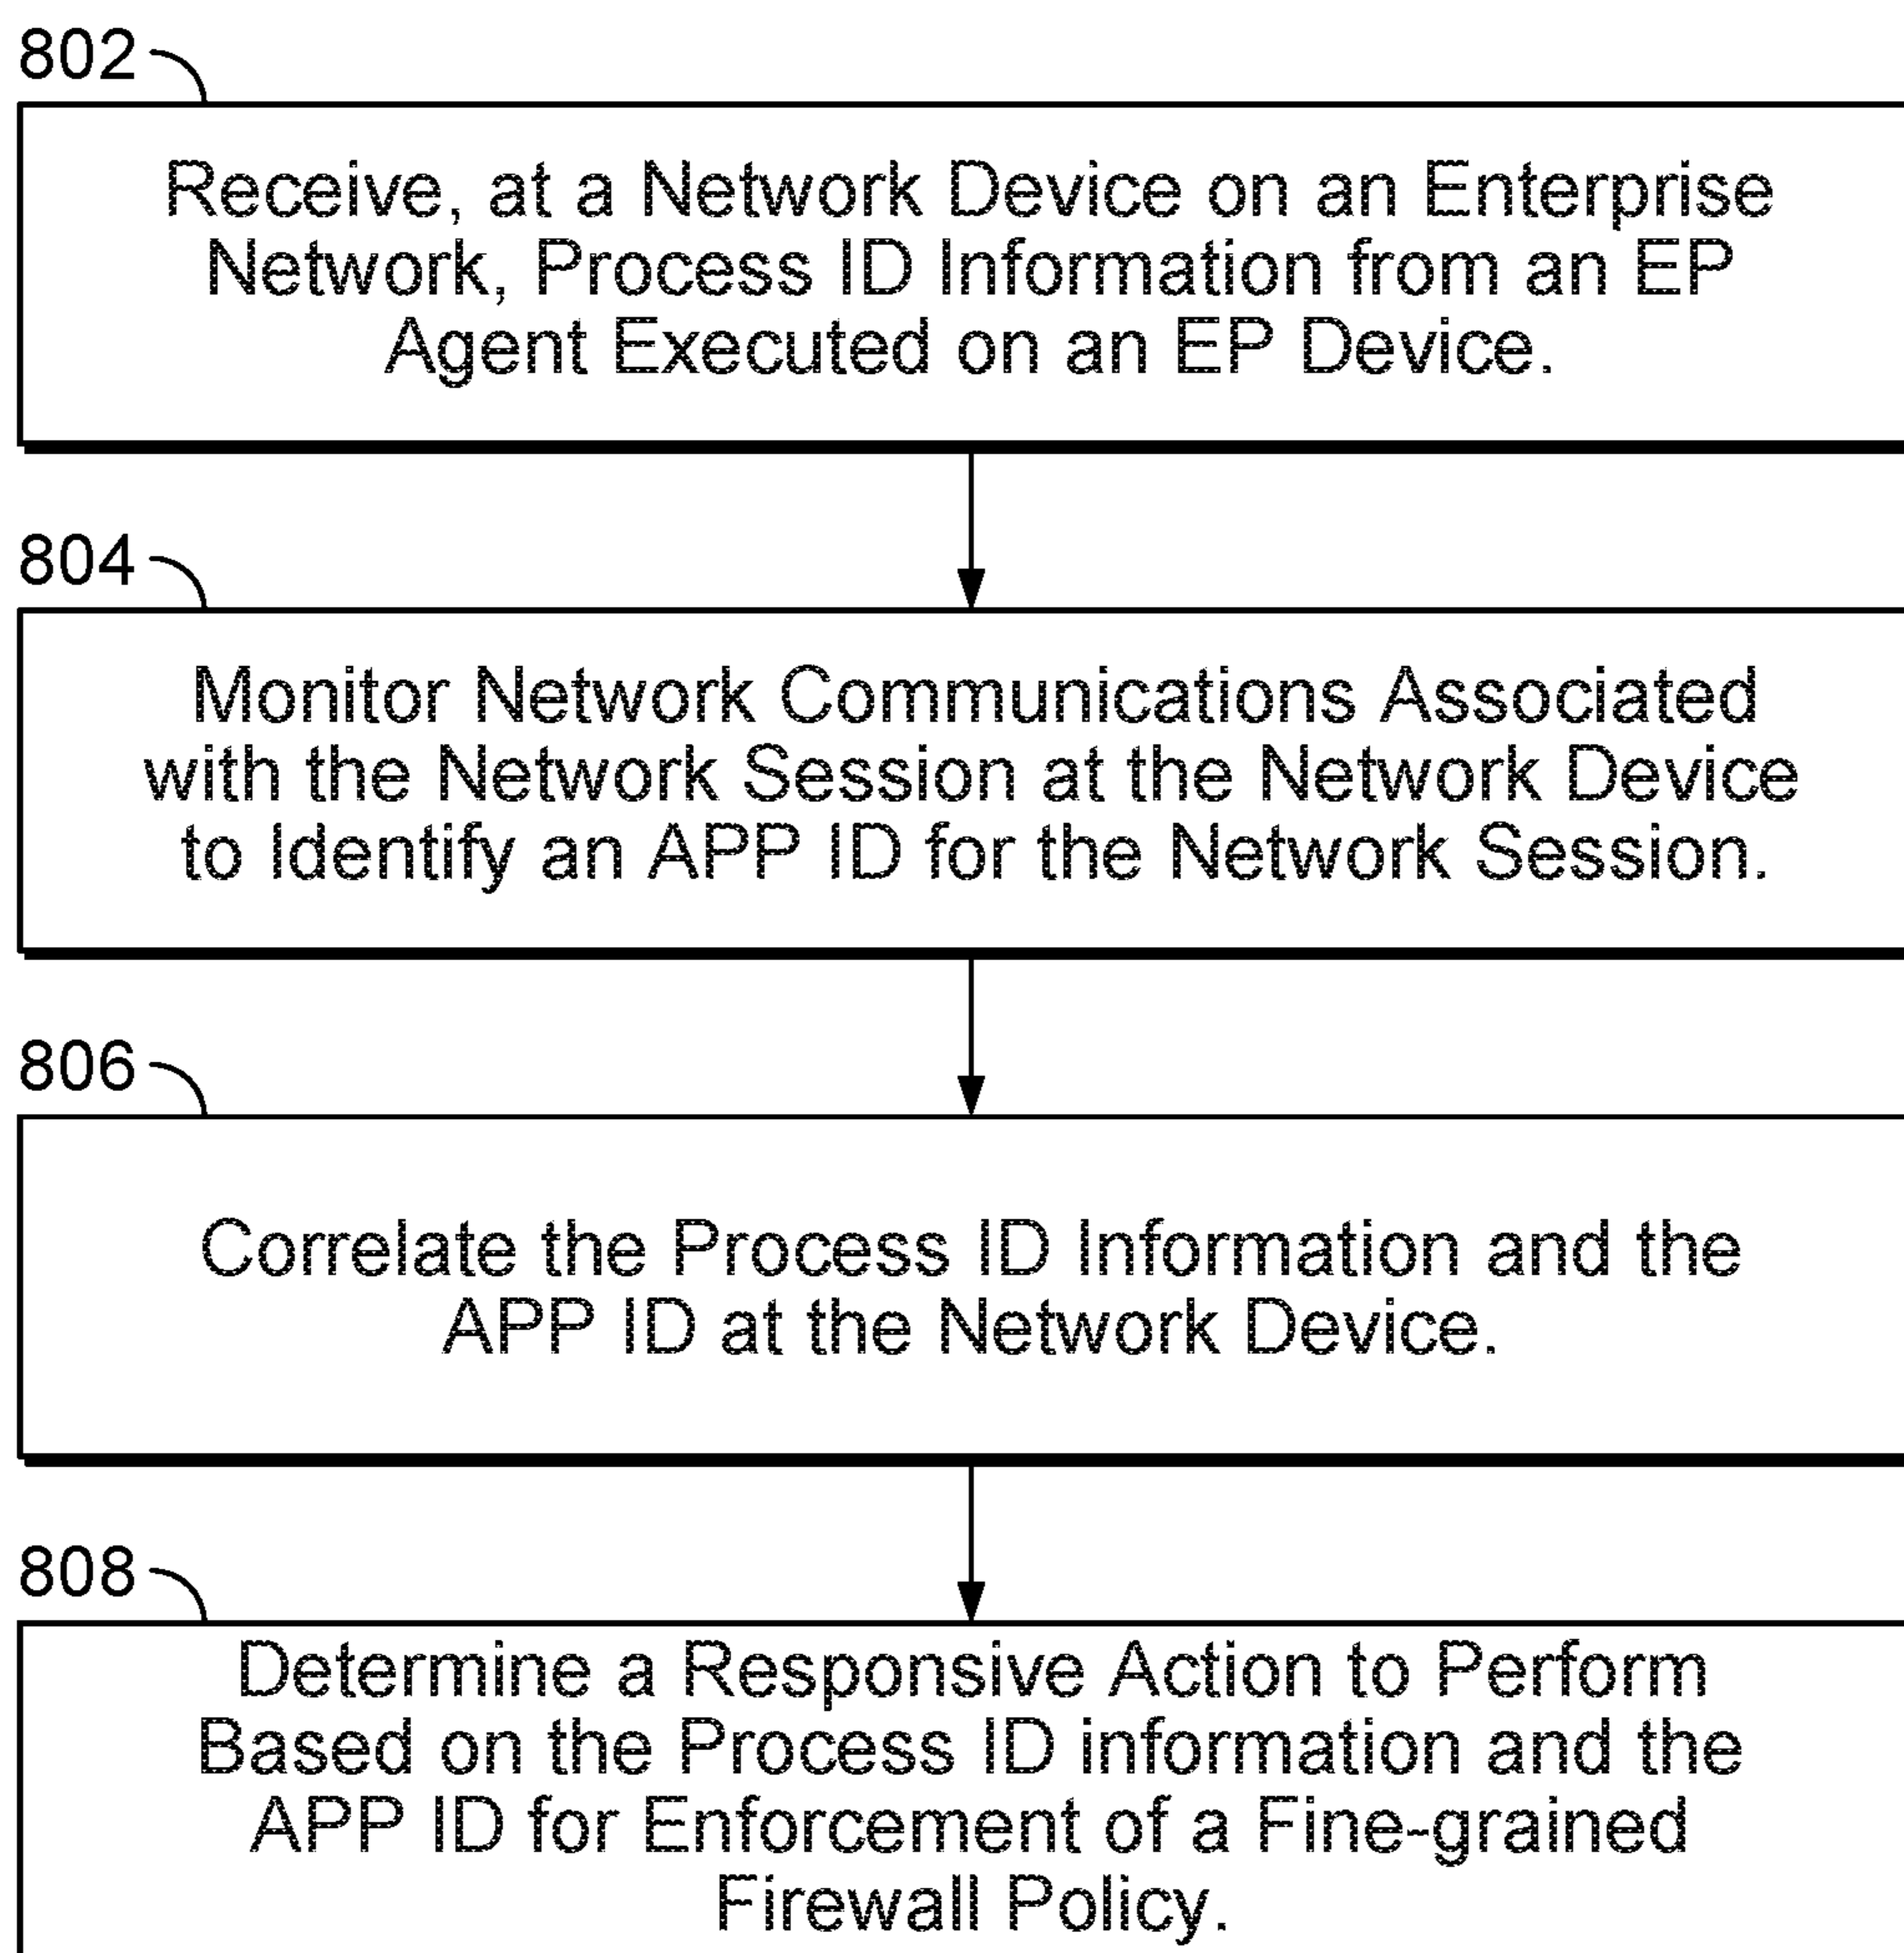 802
Receive, at a Network Device on an Enterprise
Network, Process ID Information from an EP
Agent Executed on an EP Device.
804
Monitor Network Communications Associated
with the Network Session at the Network Device
to Identify an APP ID for the Network Session.
806
Correlate the Process ID Information and the
APP ID at the Network Device.
808
Determine a Responsive Action to Perform
Based on the Process ID information and the
APP ID for Enforcement of a Fine-grained
Firewall Policy.